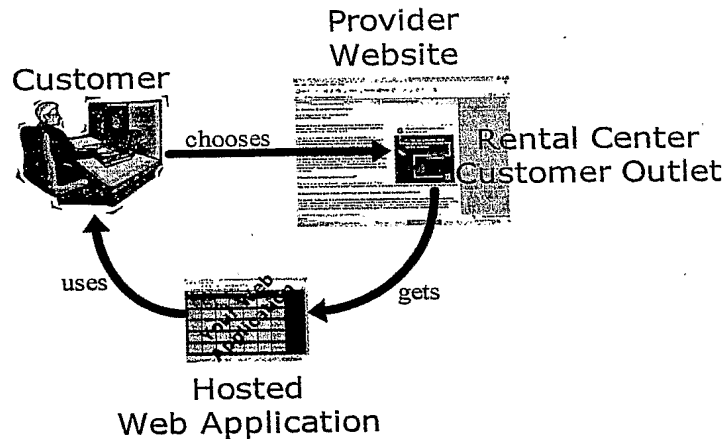 Provider
Website
Customer
chooses
Rental Center
Customer Outlet
uses
gets
Hosted
Web Application